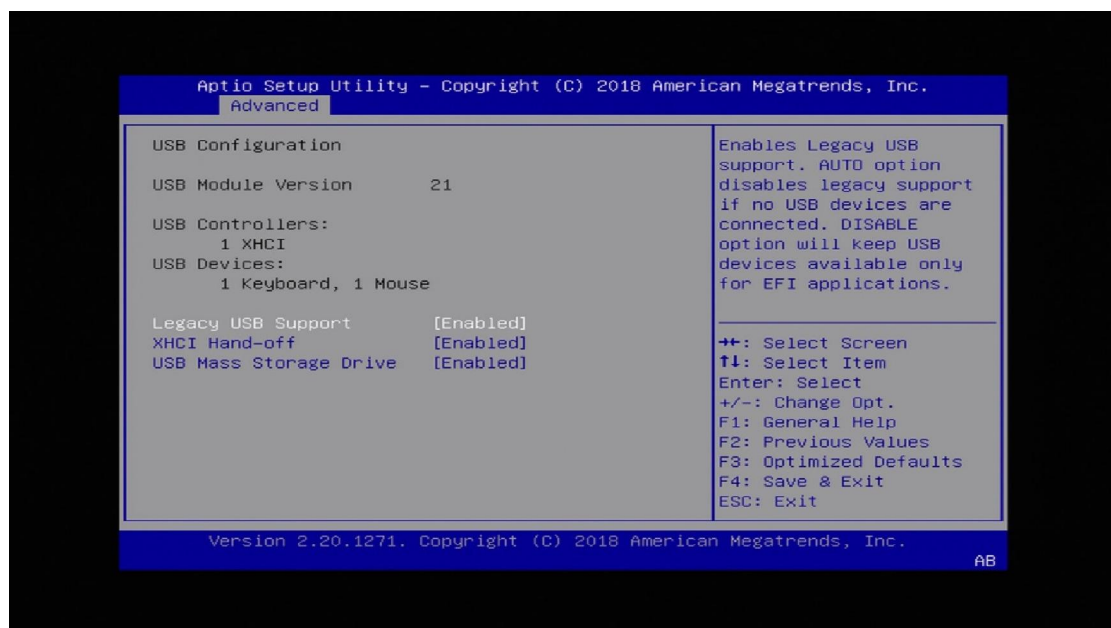 Aptio Setup Utility – Copyright (C) 2018 American Megatrends, Inc.
Advanced
USB Configuration
USB Module Version 21
USB Controllers:
1 XHCI
USB Devices:
1 Keyboard, 1 Mouse
Legacy USB Support [Enabled]
XHCI Hand-off [Enabled]
USB Mass Storage Drive [Enabled]
Enables Legacy USB
support. AUTO option
disables legacy support
if no USB devices are
connected. DISABLE
option will keep USB
devices available only
for EFI applications.
→←: Select Screen
↑↓: Select Item
Enter: Select
+/-: Change Opt.
F1: General Help
F2: Previous Values
F3: Optimized Defaults
F4: Save & Exit
ESC: Exit
Version 2.20.1271. Copyright (C) 2018 American Megatrends, Inc.
AB